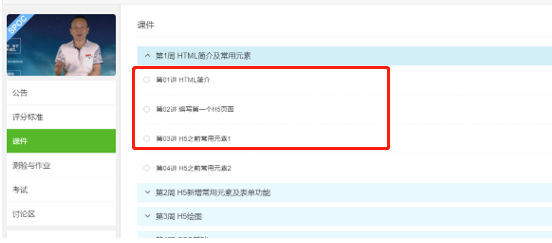 SPOC
课件
第1周 HTML简介及常用元素
第01讲 HTML简介
公告
第02讲 编写第一个H5页面
评分标准
课件
第03讲 H5之前常用元素1
测验与作业
第04讲 H5之前常用元素2
考试
第2周 H5新增常用元素及表单功能
讨论区
第3周 H5绘图